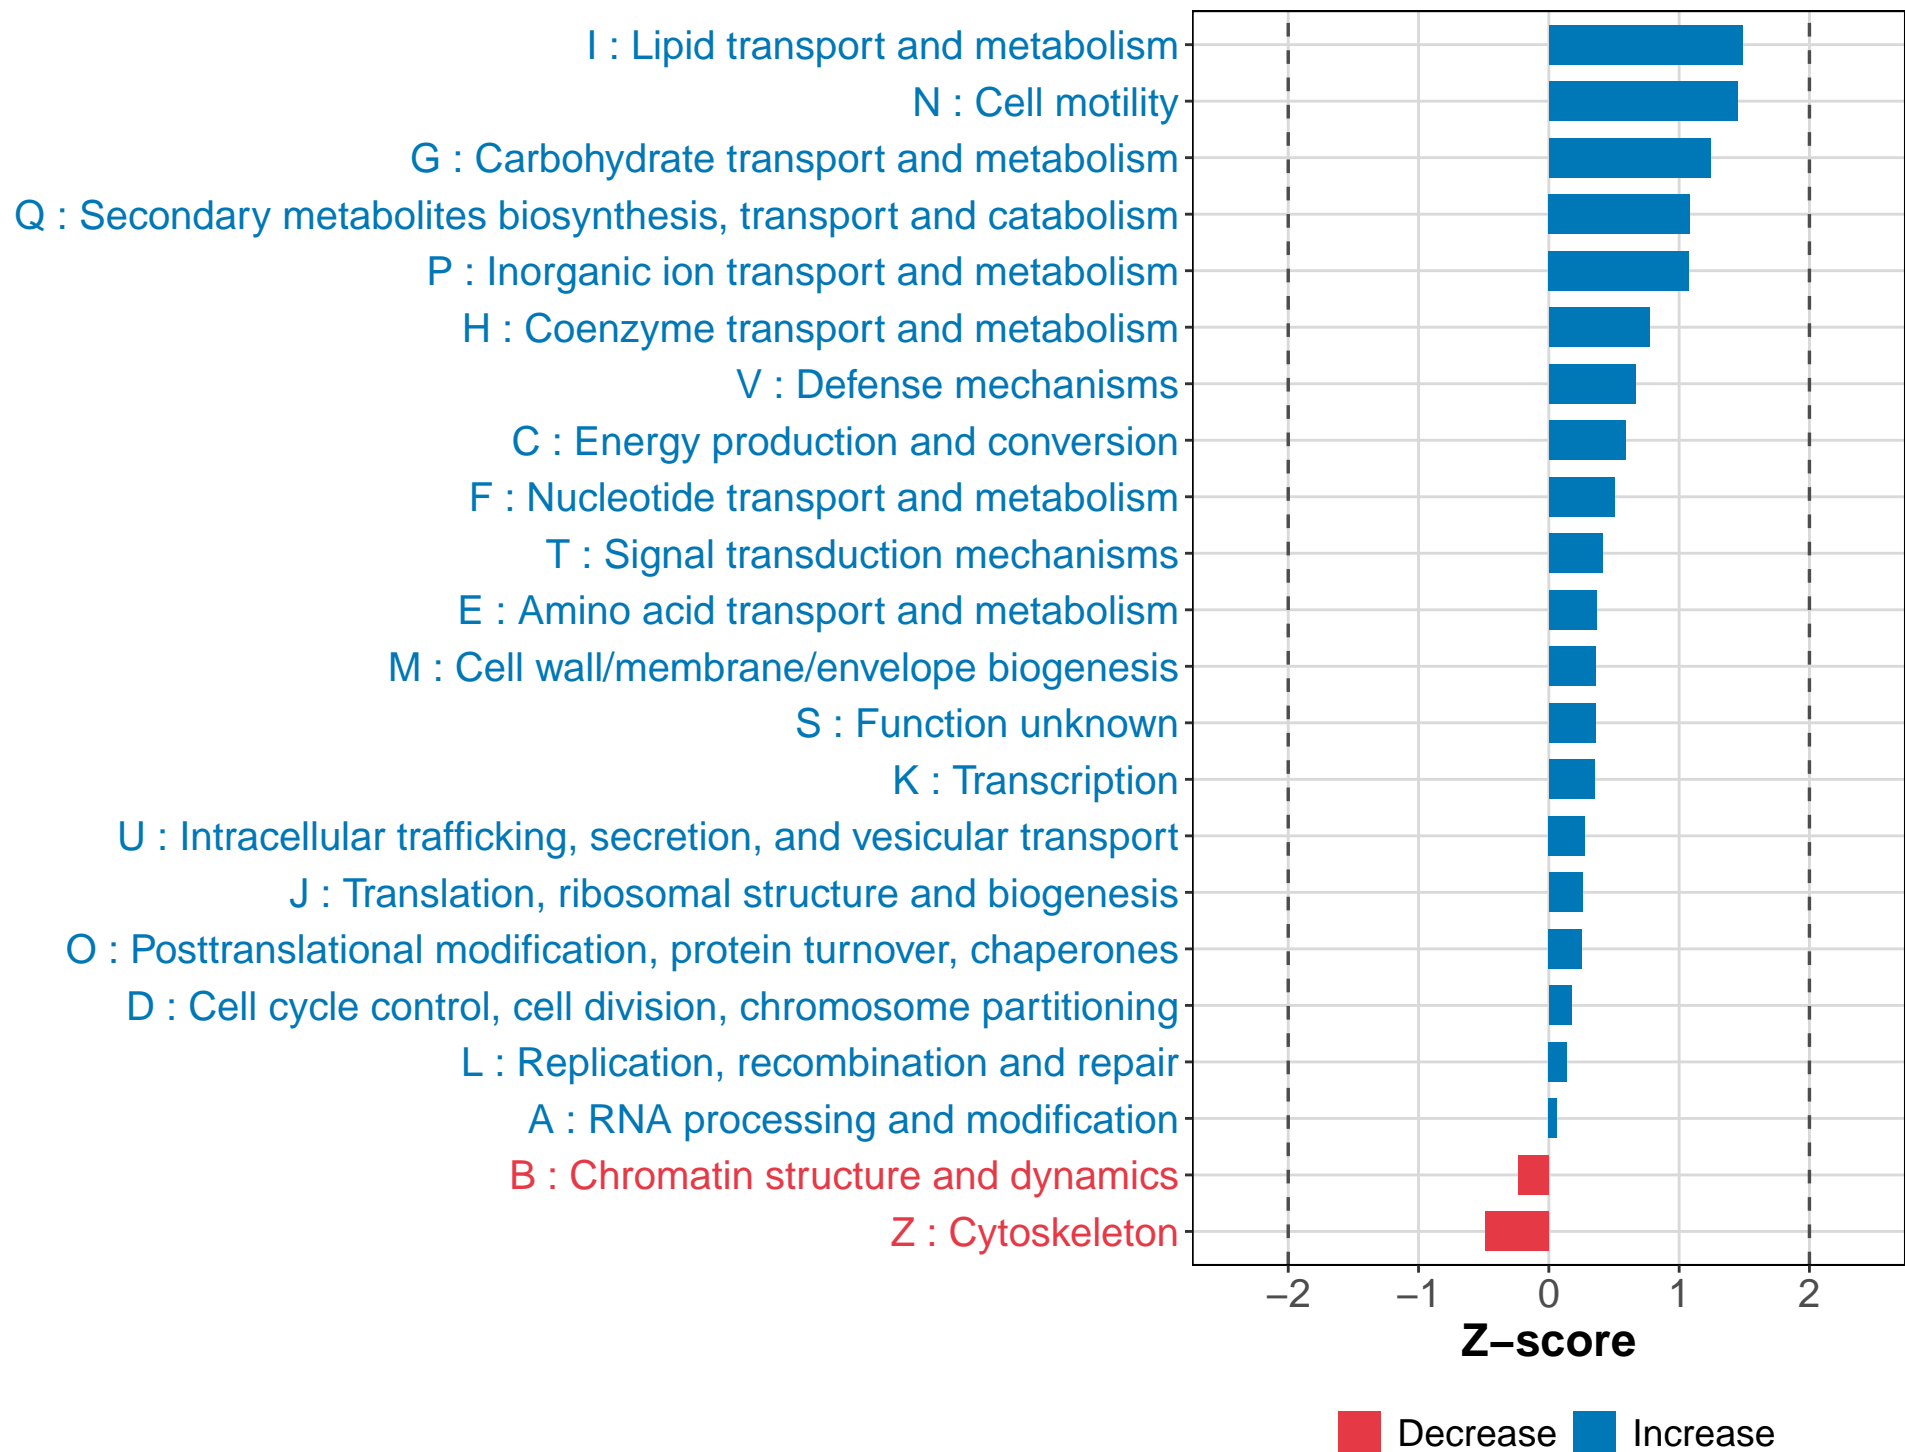 I : Lipid transport and metabolism
N : Cell motility
G : Carbohydrate transport and metabolism
Q : Secondary metabolites biosynthesis, transport and catabolism
P : Inorganic ion transport and metabolism
H : Coenzyme transport and metabolism
V : Defense mechanisms
C : Energy production and conversion
F : Nucleotide transport and metabolism
T : Signal transduction mechanisms
E : Amino acid transport and metabolism
M : Cell wall/membrane/envelope biogenesis
S : Function unknown
K : Transcription
U : Intracellular trafficking, secretion, and vesicular transport
J : Translation, ribosomal structure and biogenesis
O : Posttranslational modification, protein turnover, chaperones
D : Cell cycle control, cell division, chromosome partitioning
L : Replication, recombination and repair
A : RNA processing and modification
B : Chromatin structure and dynamics
Z : Cytoskeleton
−2 −1 0 1 2
Z−score
Decrease Increase